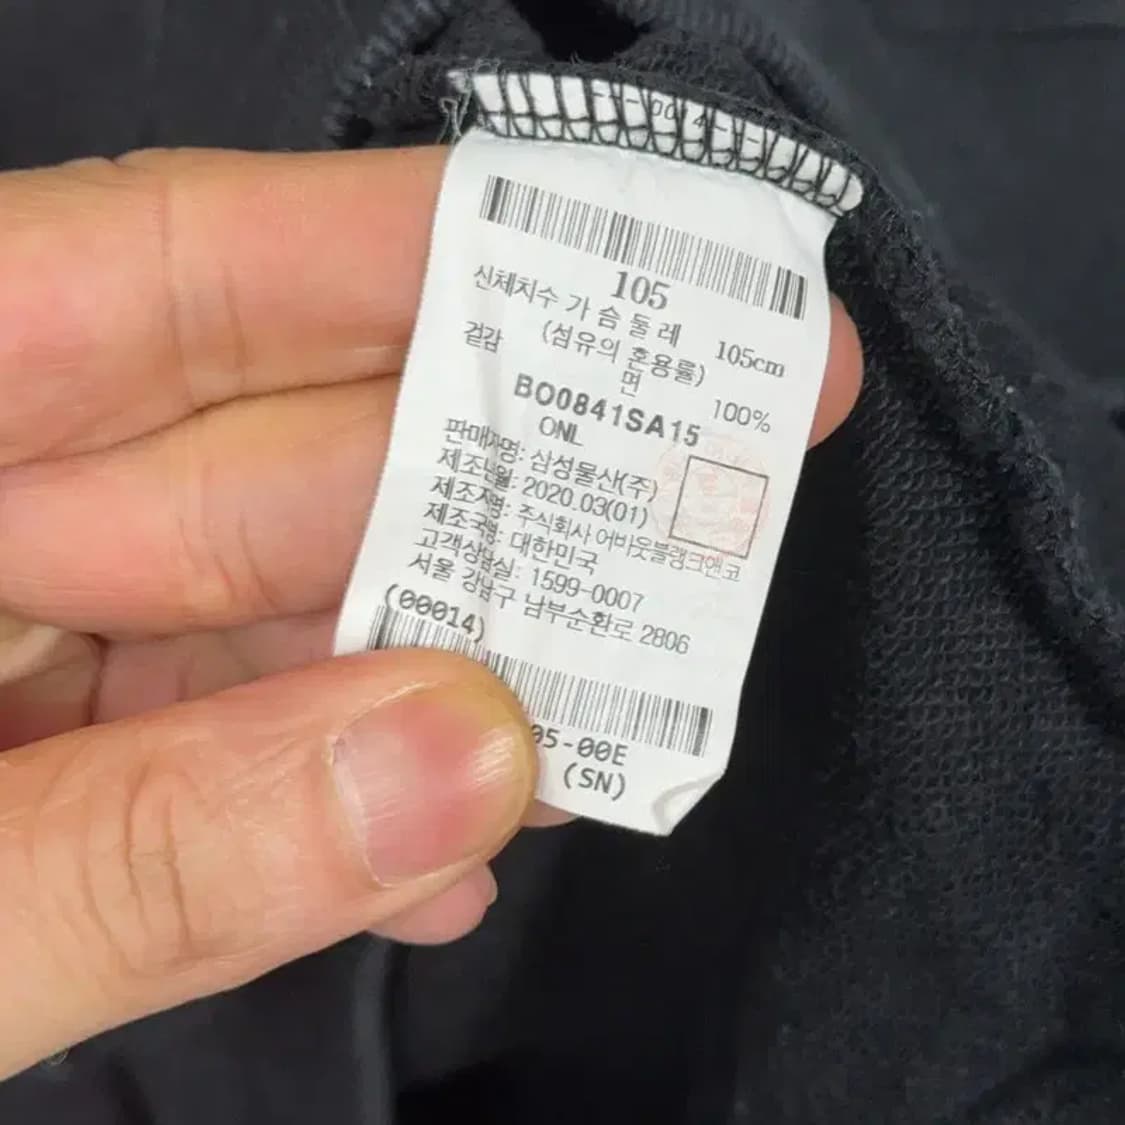 --0014--
105
신체치수 가 슴 둘 레 105cm
(섬유의 혼용률)
겉감 면 100%
BO0841SA15
ONL
판매자명: 삼성물산(주)
제조년월: 2020.03(01)
제조자명: 주식회사 어바웃블랭크앤코
제조국명: 대한민국
고객상담실: 1599-0007
서울 강남구 남부순환로 2806
(00014)
05-00E
(SN)